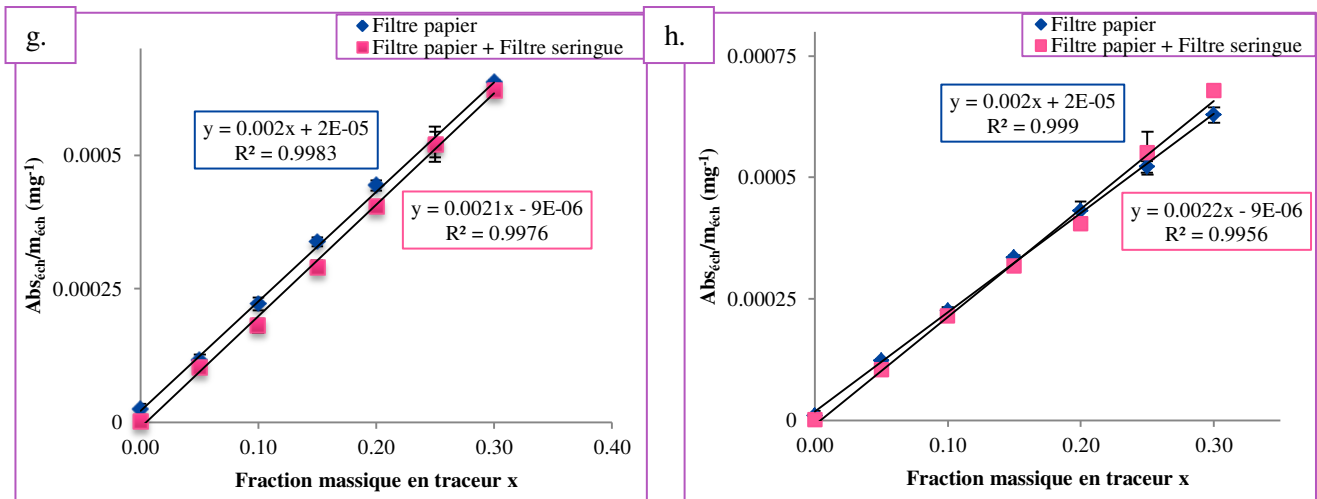 g.
Filtre papier
Filtre papier + Filtre seringue
y = 0.002x + 2E-05
R² = 0.9983
y = 0.0021x - 9E-06
R² = 0.9976
0.0005
0.00025
0
Abséch/méch (mg-1)
0.00 0.10 0.20 0.30 0.40
Fraction massique en traceur x
h.
Filtre papier
Filtre papier + Filtre seringue
y = 0.002x + 2E-05
R² = 0.999
y = 0.0022x - 9E-06
R² = 0.9956
0.00075
0.0005
0.00025
0
Abséch/méch (mg-1)
0.00 0.10 0.20 0.30
Fraction massique en traceur x